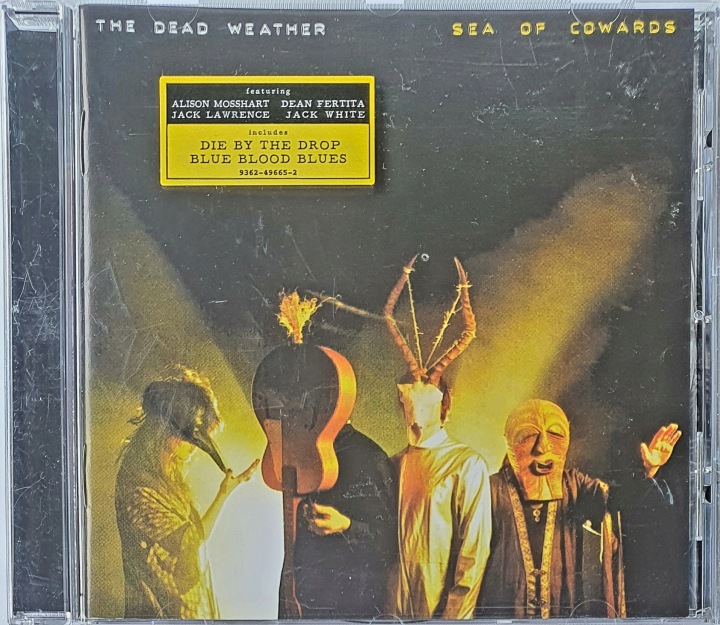 THE DEAD WEATHER SEA OF COWARDS
featuring
ALISON MOSSHART DEAN FERTITA
JACK LAWRENCE JACK WHITE
includes
DIE BY THE DROP
BLUE BLOOD BLUES
9362-49665-2